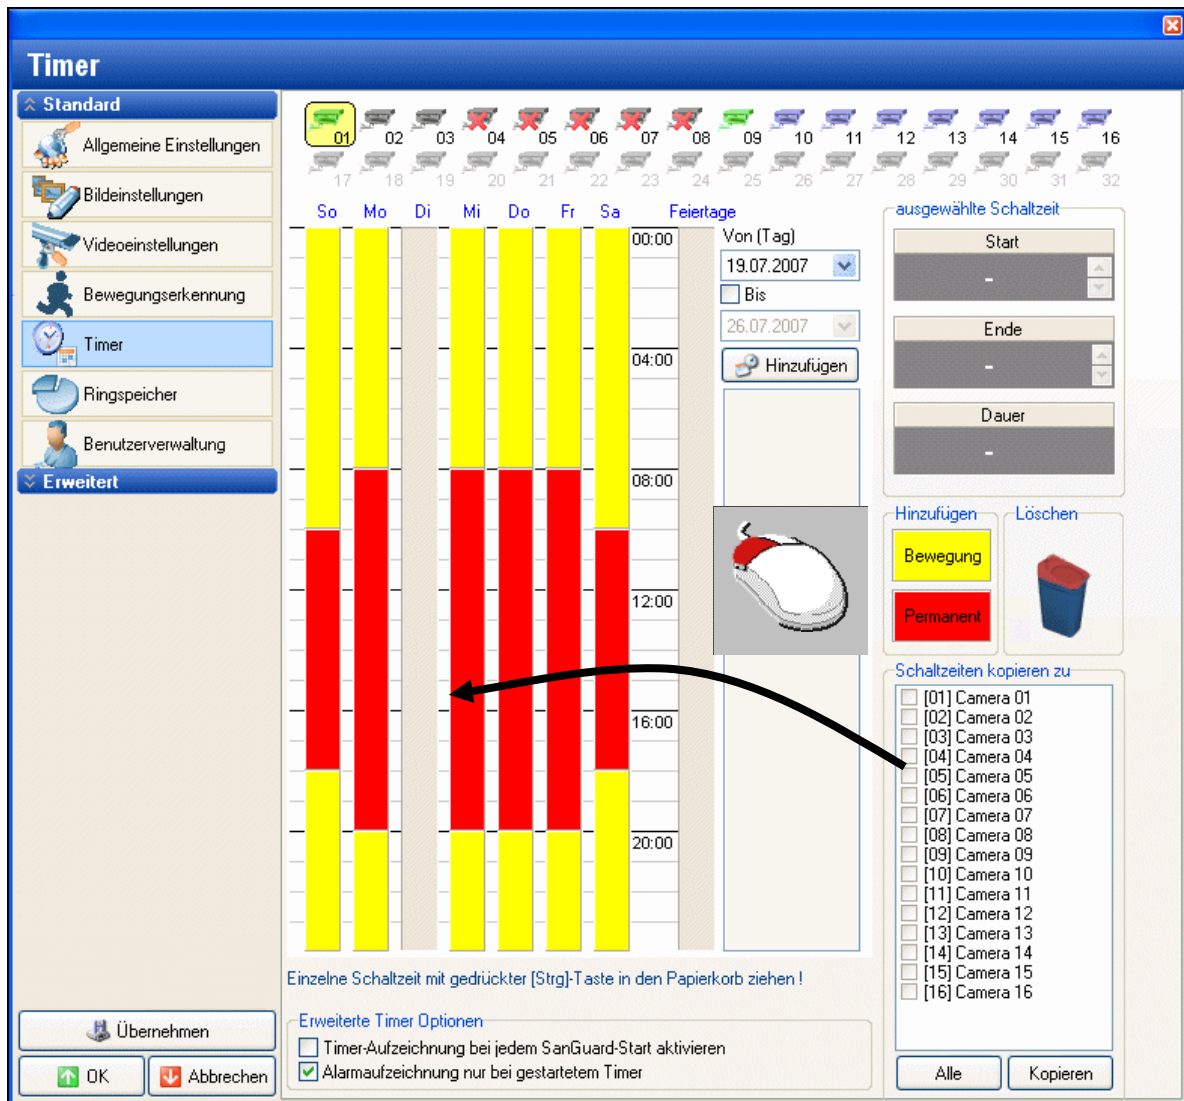 Timer
Standard
Allgemeine Einstellungen
Bildeinstellungen
Videoeinstellungen
Bewegungserkennung
Timer
Ringspeicher
Benutzerverwaltung
Erweitert
Übernehmen
OK Abbrechen
01 02 03 04 05 06 07 08 09 10 11 12 13 14 15 16
17 18 19 20 21 22 23 24 25 26 27 28 29 30 31 32
So Mo Di Mi Do Fr Sa Feiertage
00:00
04:00
08:00
12:00
16:00
20:00
Von (Tag)
19.07.2007
Bis
26.07.2007
Hinzufügen
Einzelne Schaltzeit mit gedrückter [Strg]-Taste in den Papierkorb ziehen !
Erweiterte Timer Optionen
Timer-Aufzeichnung bei jedem SanGuard-Start aktivieren
Alarmaufzeichnung nur bei gestartetem Timer
ausgewählte Schaltzeit
Start
-
Ende
-
Dauer
-
Hinzufügen Löschen
Bewegung
Permanent
Schaltzeiten kopieren zu
[01] Camera 01
[02] Camera 02
[03] Camera 03
[04] Camera 04
[05] Camera 05
[06] Camera 06
[07] Camera 07
[08] Camera 08
[09] Camera 09
[10] Camera 10
[11] Camera 11
[12] Camera 12
[13] Camera 13
[14] Camera 14
[15] Camera 15
[16] Camera 16
Alle Kopieren